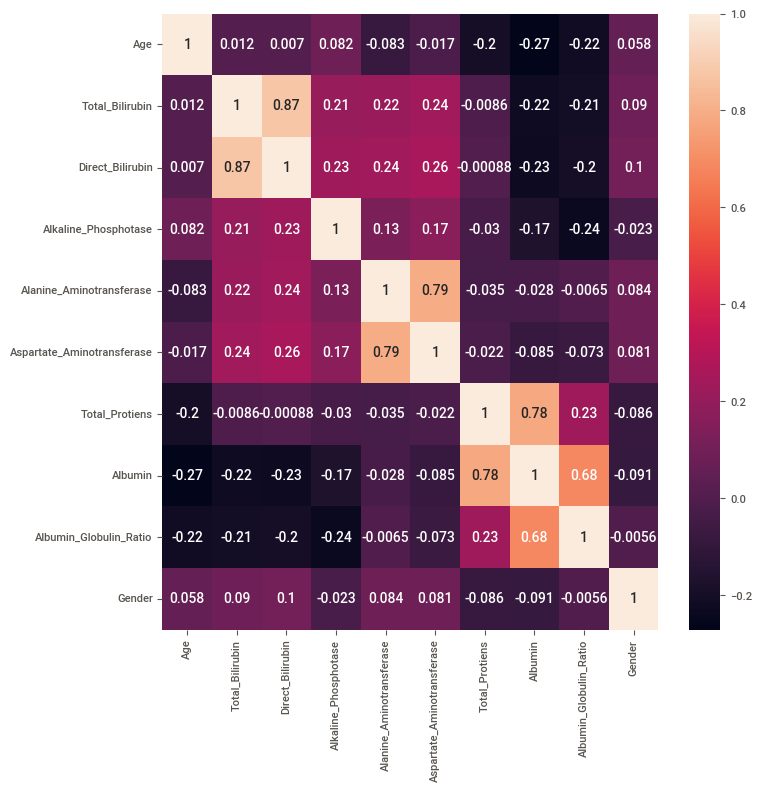 Age 1 0.012 0.007 0.082 -0.083 -0.017 -0.2 -0.27 -0.22 0.058
Total_Bilirubin 0.012 1 0.87 0.21 0.22 0.24 -0.0086 -0.22 -0.21 0.09
Direct_Bilirubin 0.007 0.87 1 0.23 0.24 0.26 -0.00088 -0.23 -0.2 0.1
Alkaline_Phosphotase 0.082 0.21 0.23 1 0.13 0.17 -0.03 -0.17 -0.24 -0.023
Alanine_Aminotransferase -0.083 0.22 0.24 0.13 1 0.79 -0.035 -0.028 -0.0065 0.084
Aspartate_Aminotransferase -0.017 0.24 0.26 0.17 0.79 1 -0.022 -0.085 -0.073 0.081
Total_Protiens -0.2 -0.0086 -0.00088 -0.03 -0.035 -0.022 1 0.78 0.23 -0.086
Albumin -0.27 -0.22 -0.23 -0.17 -0.028 -0.085 0.78 1 0.68 -0.091
Albumin_Globulin_Ratio -0.22 -0.21 -0.2 -0.24 -0.0065 -0.073 0.23 0.68 1 -0.0056
Gender 0.058 0.09 0.1 -0.023 0.084 0.081 -0.086 -0.091 -0.0056 1
Age
Total_Bilirubin
Direct_Bilirubin
Alkaline_Phosphotase
Alanine_Aminotransferase
Aspartate_Aminotransferase
Total_Protiens
Albumin
Albumin_Globulin_Ratio
Gender
1.0
0.8
0.6
0.4
0.2
0.0
−0.2